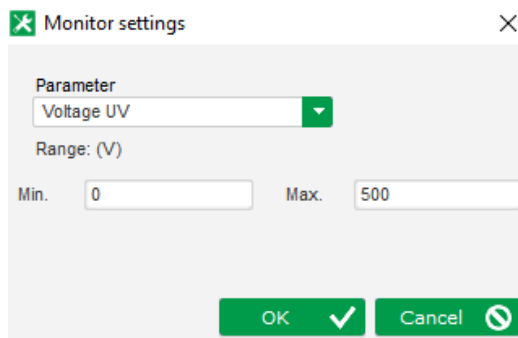 Monitor settings
Parameter
Voltage UV
Range: (V)
Min. 0 Max. 500
OK Cancel